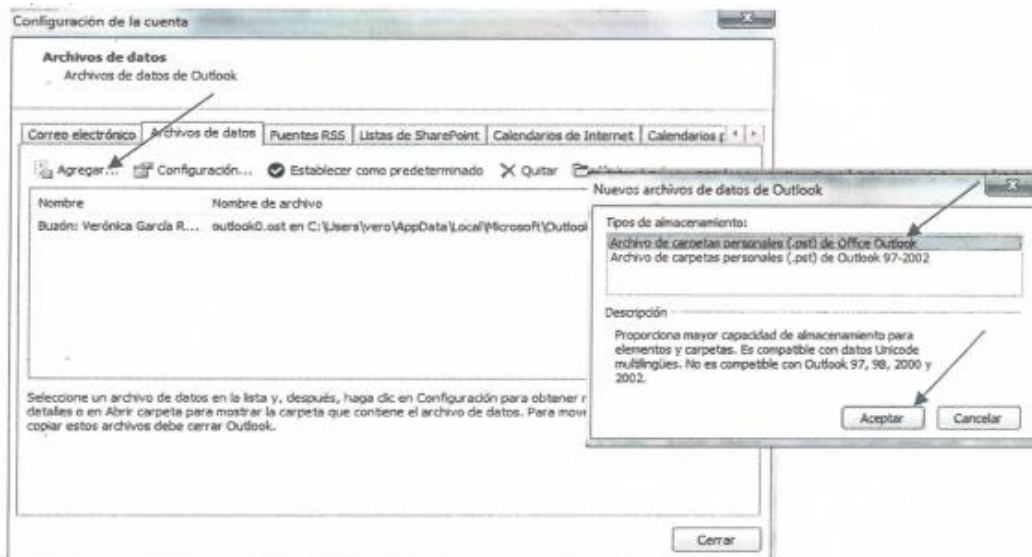 Configuración de la cuenta
Archivos de datos
Archivos de datos de Outlook
Correo electrónico Archivos de datos Fuentes RSS Listas de SharePoint Calendarios de Internet Calendarios p
Agregar... Configuración... Establecer como predeterminado Quitar
Nombre Nombre de archivo
Buzón: Verónica García R... outlook0.ost en C:\Users\vero\AppData\Local\Microsoft\Outlook
Seleccione un archivo de datos en la lista y, después, haga clic en Configuración para obtener
detalles o en Abrir carpeta para mostrar la carpeta que contiene el archivo de datos. Para mov
copiar estos archivos debe cerrar Outlook.
Cerrar
Nuevos archivos de datos de Outlook
Tipos de almacenamiento:
Archivo de carpetas personales (.pst) de Office Outlook
Archivo de carpetas personales (.pst) de Outlook 97-2002
Descripción
Proporciona mayor capacidad de almacenamiento para
elementos y carpetas. Es compatible con datos Unicode
multilingües. No es compatible con Outlook 97, 98, 2000 y
2002.
Aceptar Cancelar